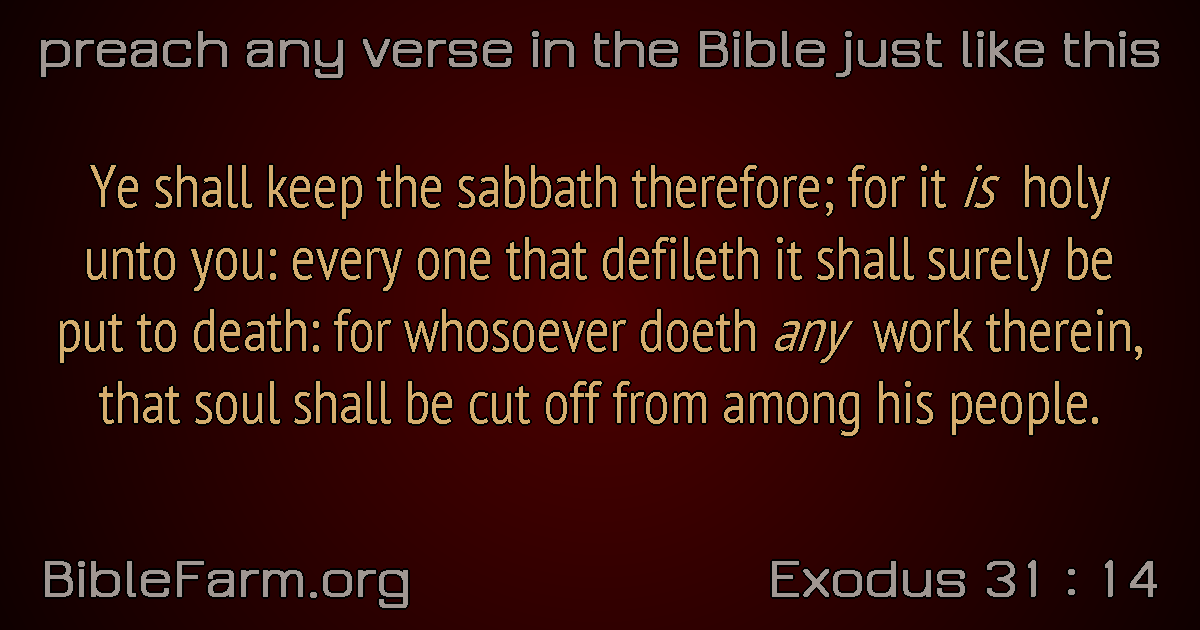 preach any verse in the Bible just like this
Ye shall keep the sabbath therefore; for it is holy
unto you: every one that defileth it shall surely be
put to death: for whosoever doeth any work therein,
that soul shall be cut off from among his people.
BibleFarm.org
Exodus 31 : 14